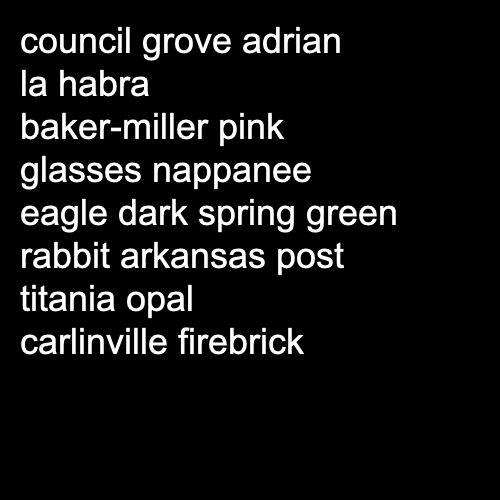 council grove adrian
la habra
baker-miller pink
glasses nappanee
eagle dark spring green
rabbit arkansas post
titania opal
carlinville firebrick